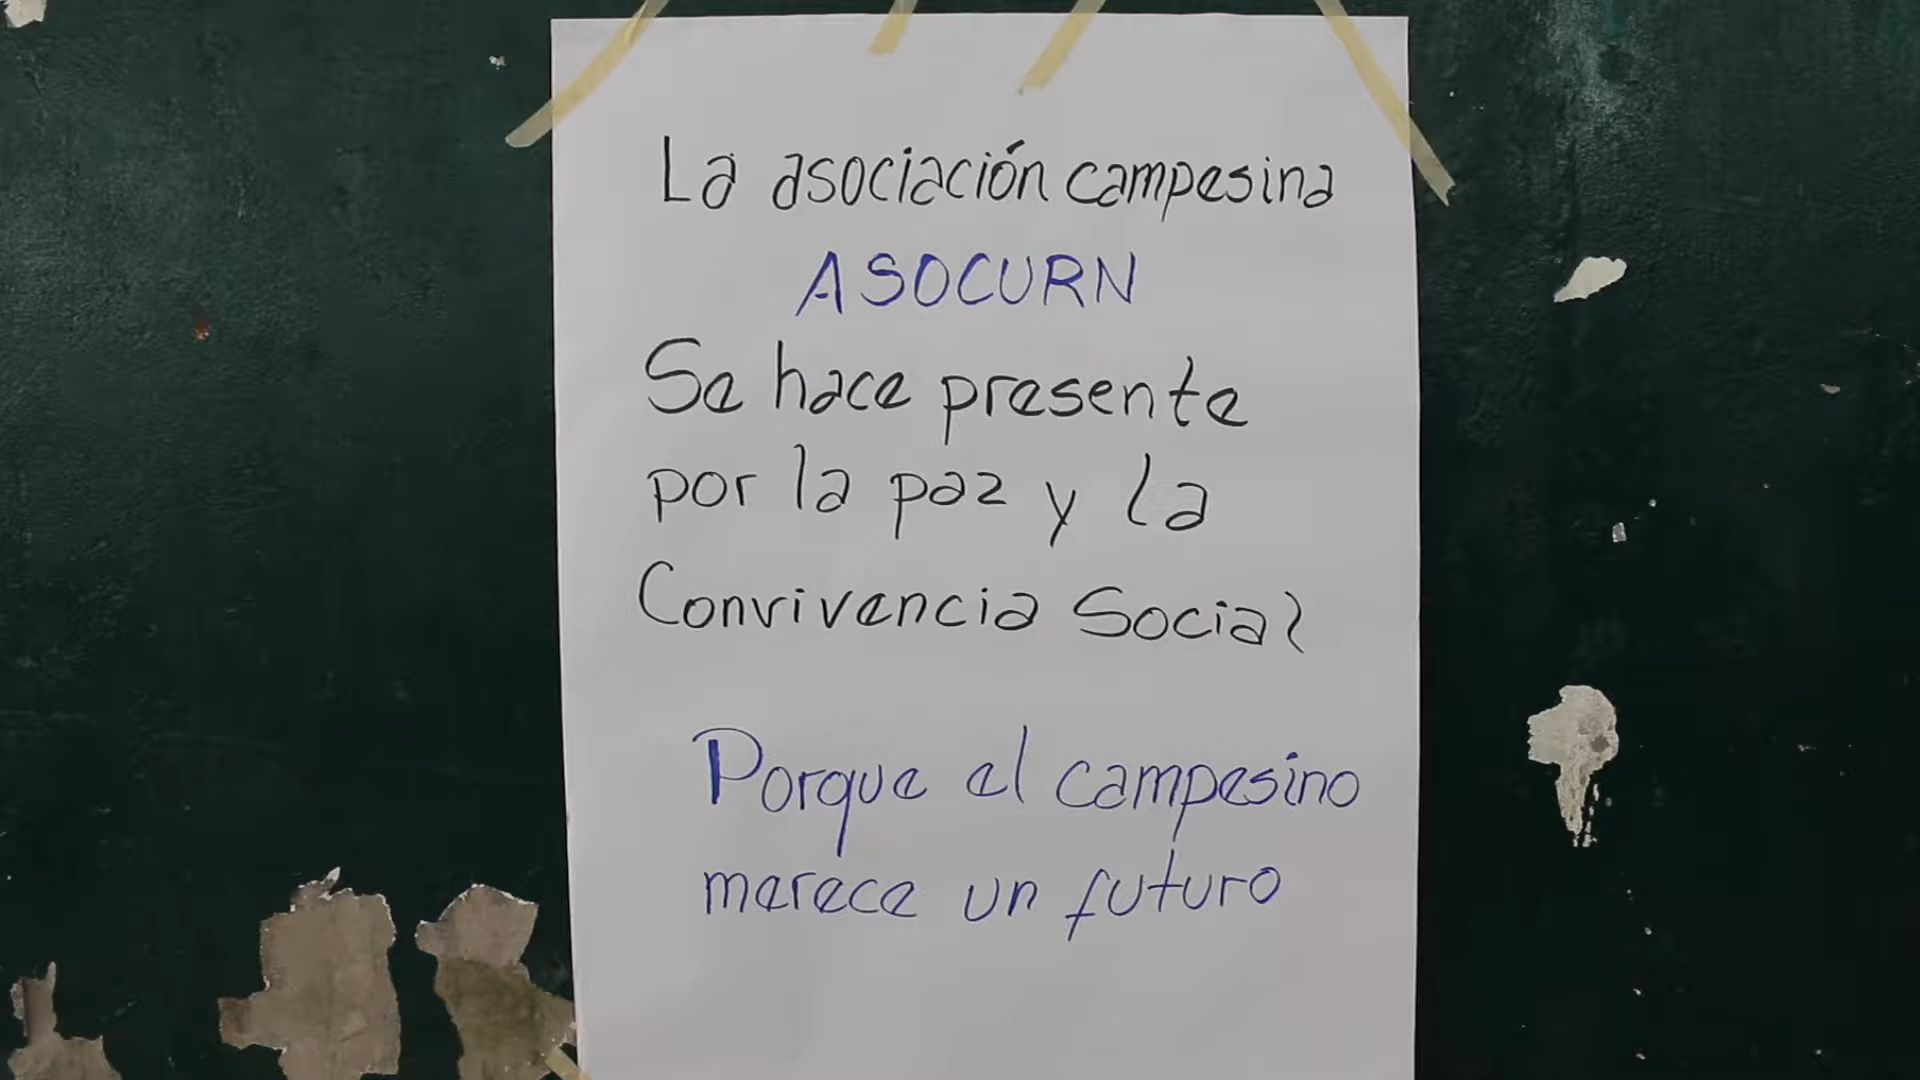 La asociación campesina
ASOCURN
Se hace presente
por la paz y la
Convivencia Social
Porque el campesino
merece un futuro